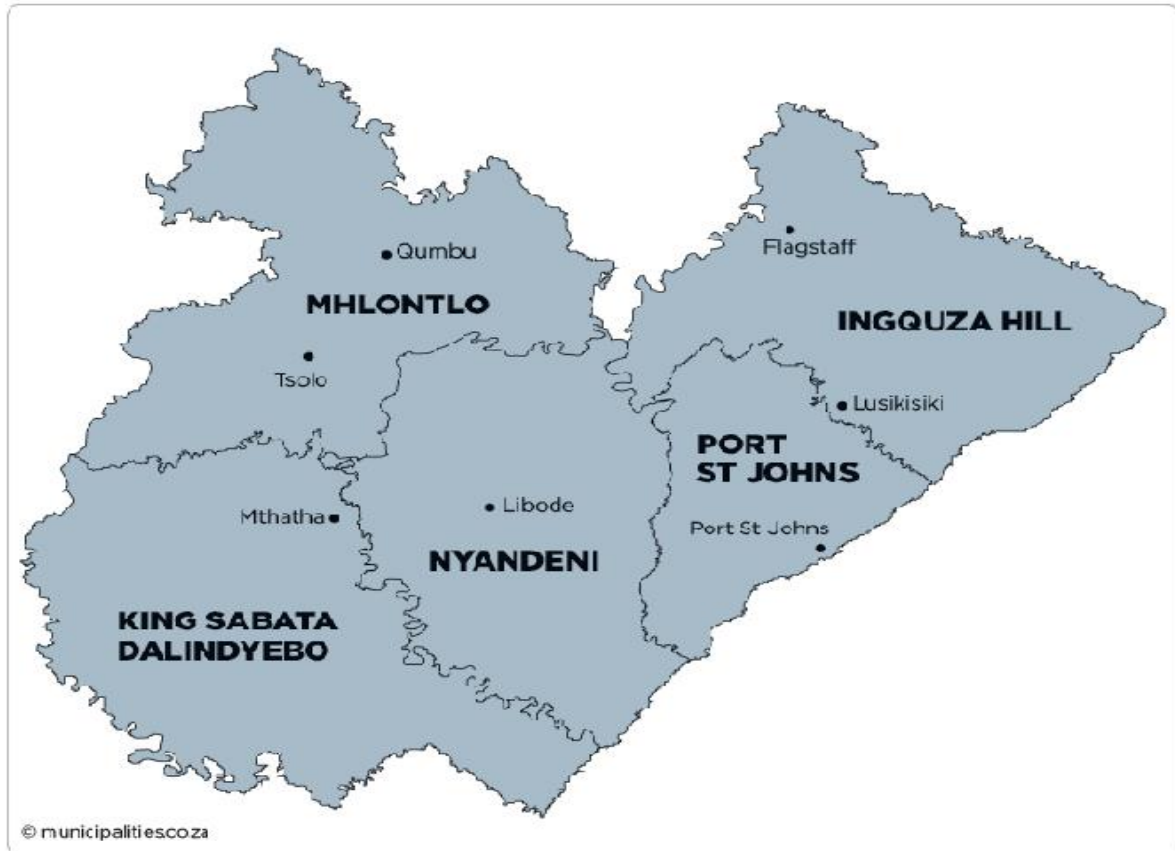 Qumbu
Flagstaff
MHLONTLO
INGQUZA HILL
Tsolo
Lusikisiki
PORT
ST JOHNS
Libode
Mthatha
Port St Johns
NYANDENI
KING SABATA
DALINDYEBO
© municipalities.co.za